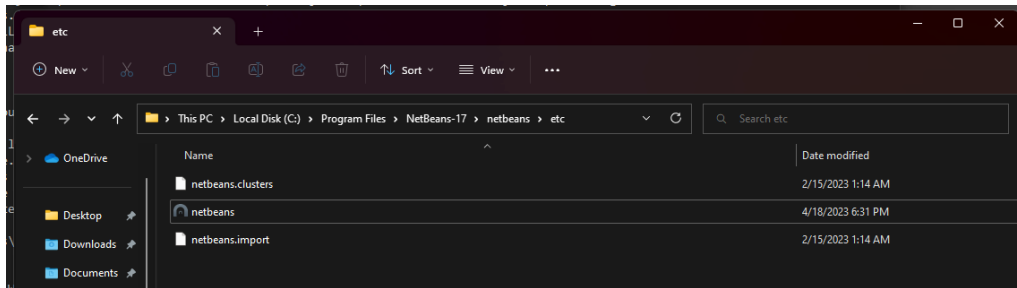 etc
New
Sort
View
This PC > Local Disk (C:) > Program Files > NetBeans-17 > netbeans > etc
Search etc
OneDrive
Desktop
Downloads
Documents
Name
Date modified
netbeans.clusters
2/15/2023 1:14 AM
netbeans
4/18/2023 6:31 PM
netbeans.import
2/15/2023 1:14 AM